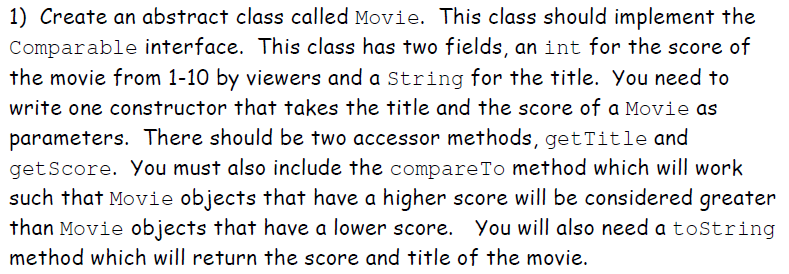 1) Create an abstract class called Movie. This class should implement the
Comparable interface. This class has two fields, an int for the score of
the movie from 1-10 by viewers and a String for the title. You need to
write one constructor that takes the title and the score of a Movie as
parameters. There should be two accessor methods, getTitle and
getScore. You must also include the compareTo method which will work
such that Movie objects that have a higher score will be considered greater
than Movie objects that have a lower score. You will also need a toString
method which will return the score and title of the movie.